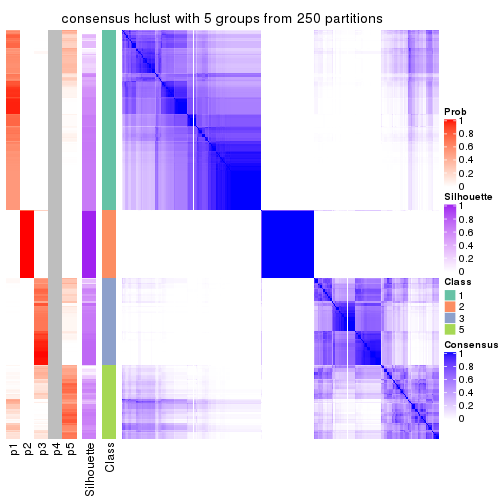 consensus hclust with 5 groups from 250 partitions
Prob
1
0.8
0.6
0.4
0.2
0
Silhouette
1
0.8
0.6
0.4
0.2
0
Class
1
2
3
5
Consensus
1
0.8
0.6
0.4
0.2
0
p1
p2
p3
p4
p5
Silhouette
Class